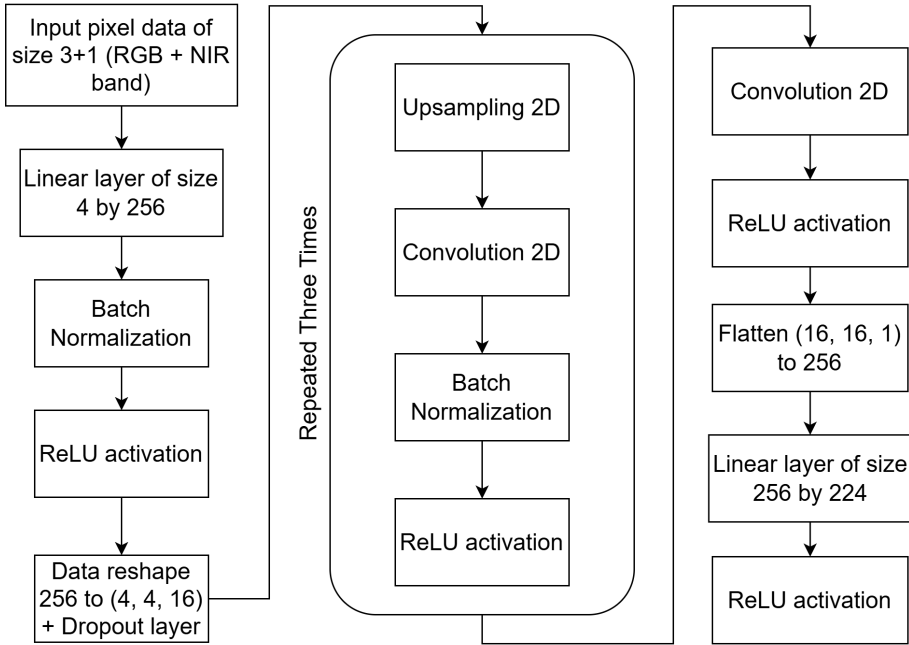 Input pixel data of
size 3+1 (RGB + NIR
band)
Linear layer of size
4 by 256
Batch
Normalization
ReLU activation
Data reshape
256 to (4, 4, 16)
+ Dropout layer
Repeated Three Times
Upsampling 2D
Convolution 2D
Batch
Normalization
ReLU activation
Convolution 2D
ReLU activation
Flatten (16, 16, 1)
to 256
Linear layer of size
256 by 224
ReLU activation